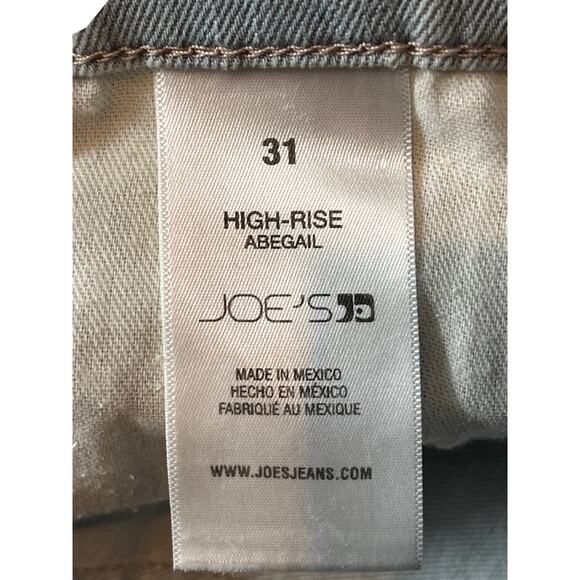 31
HIGH-RISE
ABEGAIL
JOE'S
MADE IN MEXICO
HECHO EN MÉXICO
FABRIQUÉ AU MEXIQUE
WWW.JOESJEANS.COM